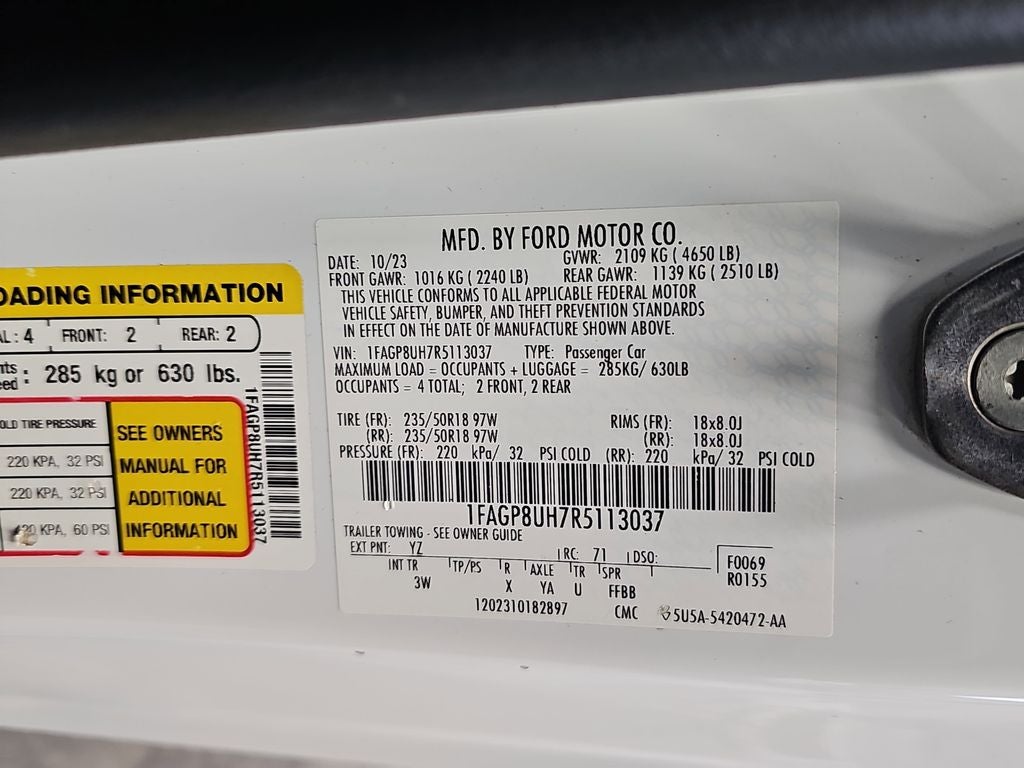 MFD. BY FORD MOTOR CO.
DATE: 10/23
GVWR: 2109 KG ( 4650 LB)
FRONT GAWR: 1016 KG ( 2240 LB)
REAR GAWR: 1139 KG ( 2510 LB)
THIS VEHICLE CONFORMS TO ALL APPLICABLE FEDERAL MOTOR
VEHICLE SAFETY, BUMPER, AND THEFT PREVENTION STANDARDS
IN EFFECT ON THE DATE OF MANUFACTURE SHOWN ABOVE.
VIN: 1FAGP8UH7R5113037 TYPE: Passenger Car
MAXIMUM LOAD = OCCUPANTS + LUGGAGE = 285KG/ 630LB
OCCUPANTS = 4 TOTAL; 2 FRONT, 2 REAR
TIRE (FR): 235/50R18 97W RIMS (FR): 18x8.0J
(RR): 235/50R18 97W (RR): 18x8.0J
PRESSURE (FR): 220 kPa/ 32 PSI COLD (RR): 220 kPa/ 32 PSI COLD
1FAGP8UH7R5113037
TRAILER TOWING - SEE OWNER GUIDE
EXT PNT: YZ RC: 71 DSO:
F0069
R0155
INT TR TP/PS R AXLE TR SPR
3W X YA U FFBB
1202310182897 CMC 5U5A-5420472-AA
OADING INFORMATION
AL : 4 FRONT: 2 REAR: 2
nts
eed : 285 kg or 630 lbs.
OLD TIRE PRESSURE
220 KPA, 32 PSI
220 KPA, 32 PSI
20 KPA, 60 PSI
SEE OWNERS
MANUAL FOR
ADDITIONAL
INFORMATION
1FAGP8UH7R5113037